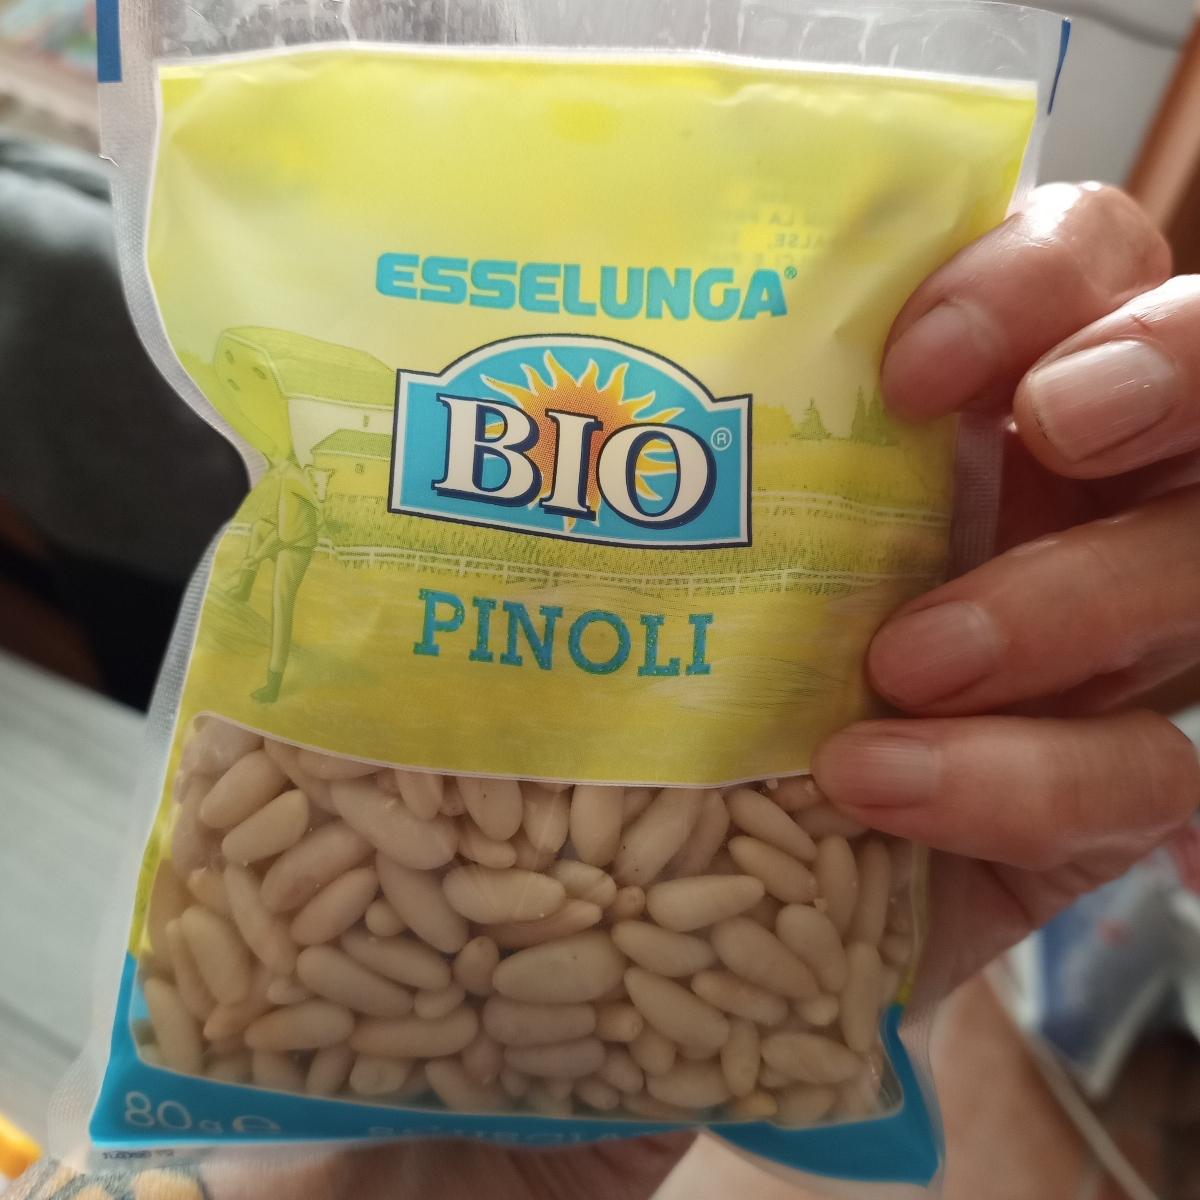 ESSELUNGA®
BIO®
PINOLI
80g e